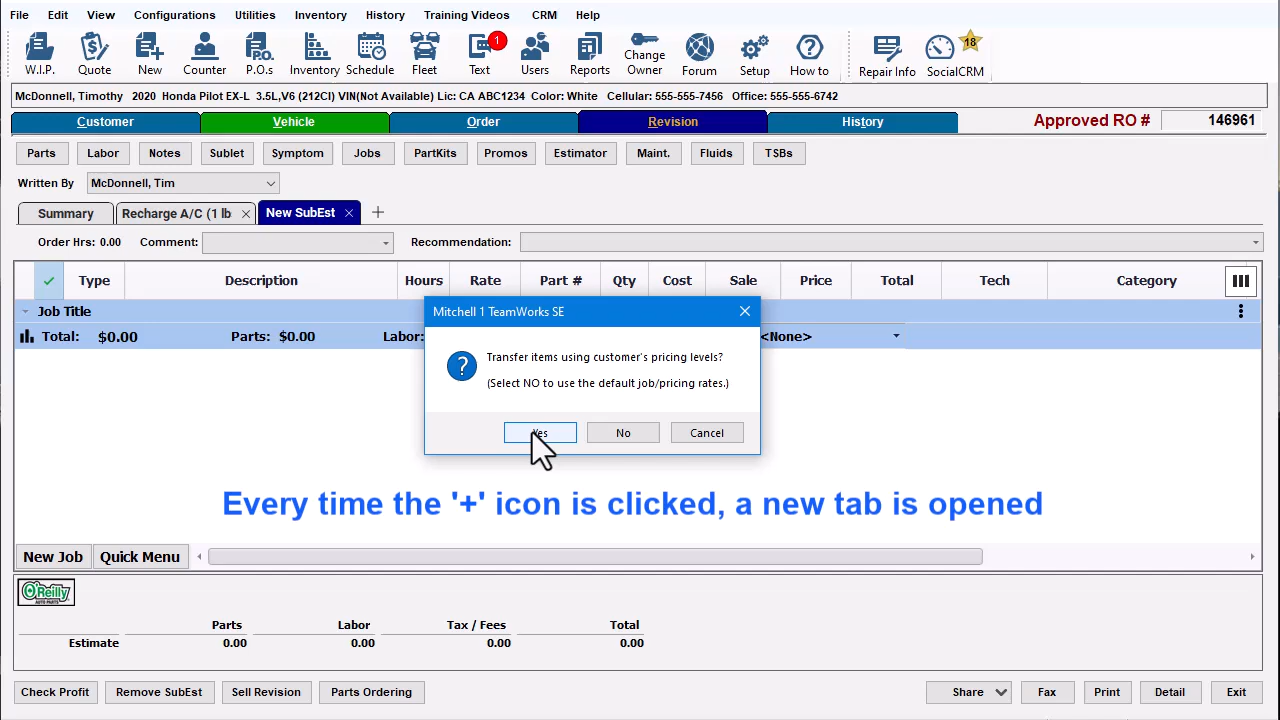 File Edit View Configurations Utilities Inventory History Training Videos CRM Help
1 18
W.I.P. Quote New Counter P.O.s Inventory Schedule Fleet Text Users Reports Change Owner Forum Setup How to Repair Info SocialCRM
McDonnell, Timothy 2020 Honda Pilot EX-L 3.5L,V6 (212CI) VIN(Not Available) Lic: CA ABC1234 Color: White Cellular: 555-555-7456 Office: 555-555-6742
Customer Vehicle Order Revision History Approved RO # 146961
Parts Labor Notes Sublet Symptom Jobs PartKits Promos Estimator Maint. Fluids TSBs
Written By McDonnell, Tim
Summary Recharge A/C (1 lb New SubEst
Order Hrs: 0.00 Comment: Recommendation:
Type Description Hours Rate Part # Qty Cost Sale Price Total Tech Category
Job Title
Total: $0.00 Parts: $0.00 Labor: <None>
Mitchell 1 TeamWorks SE
Transfer items using customer's pricing levels?
(Select NO to use the default job/pricing rates.)
Yes No Cancel
Every time the '+' icon is clicked, a new tab is opened
New Job Quick Menu
O'Reilly
AUTO PARTS
Parts Labor Tax / Fees Total
Estimate 0.00 0.00 0.00 0.00
Check Profit Remove SubEst Sell Revision Parts Ordering Share Fax Print Detail Exit